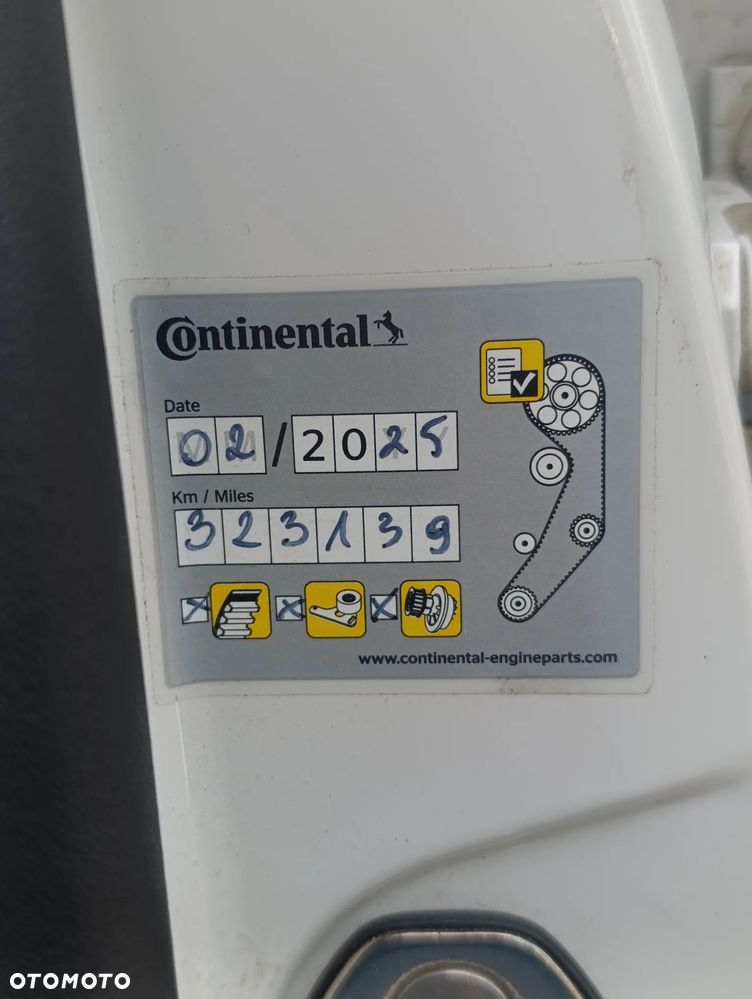 Continental
Date
02/2025
Km / Miles
323139
www.continental-engineparts.com
OTOMOTO